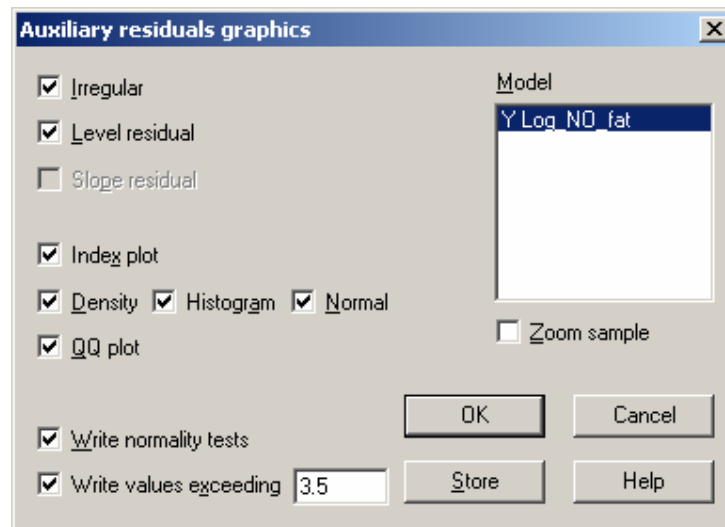 Auxiliary residuals graphics
Irregular
Level residual
Slope residual
Index plot
Density Histogram Normal
QQ plot
Write normality tests
Write values exceeding 3.5
Model
Y Log_NO_fat
Zoom sample
OK Cancel
Store Help